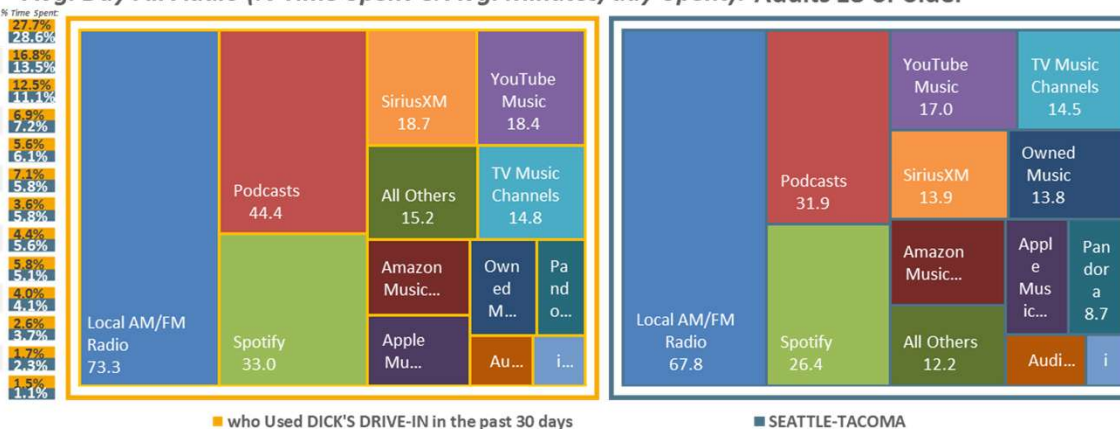 % Time Spent:
27.7%
28.6%
16.8%
13.5%
12.5%
11.1%
6.9%
7.2%
5.6%
6.1%
7.1%
5.8%
3.6%
5.8%
4.4%
5.6%
5.8%
5.1%
4.0%
4.1%
2.6%
3.7%
1.7%
2.3%
1.5%
1.1%
Local AM/FM
Radio
73.3
Podcasts
44.4
Spotify
33.0
SiriusXM
18.7
YouTube
Music
18.4
All Others
15.2
TV Music
Channels
14.8
Amazon
Music...
Own
ed
M...
Pa
nd
o...
Apple
Mu...
Au...
i...
Local AM/FM
Radio
67.8
Podcasts
31.9
Spotify
26.4
YouTube
Music
17.0
TV Music
Channels
14.5
SiriusXM
13.9
Owned
Music
13.8
Amazon
Music...
Appl
e
Mus
ic...
Pan
dor
a
8.7
All Others
12.2
Audi...
i
who Used DICK'S DRIVE-IN in the past 30 days
SEATTLE-TACOMA